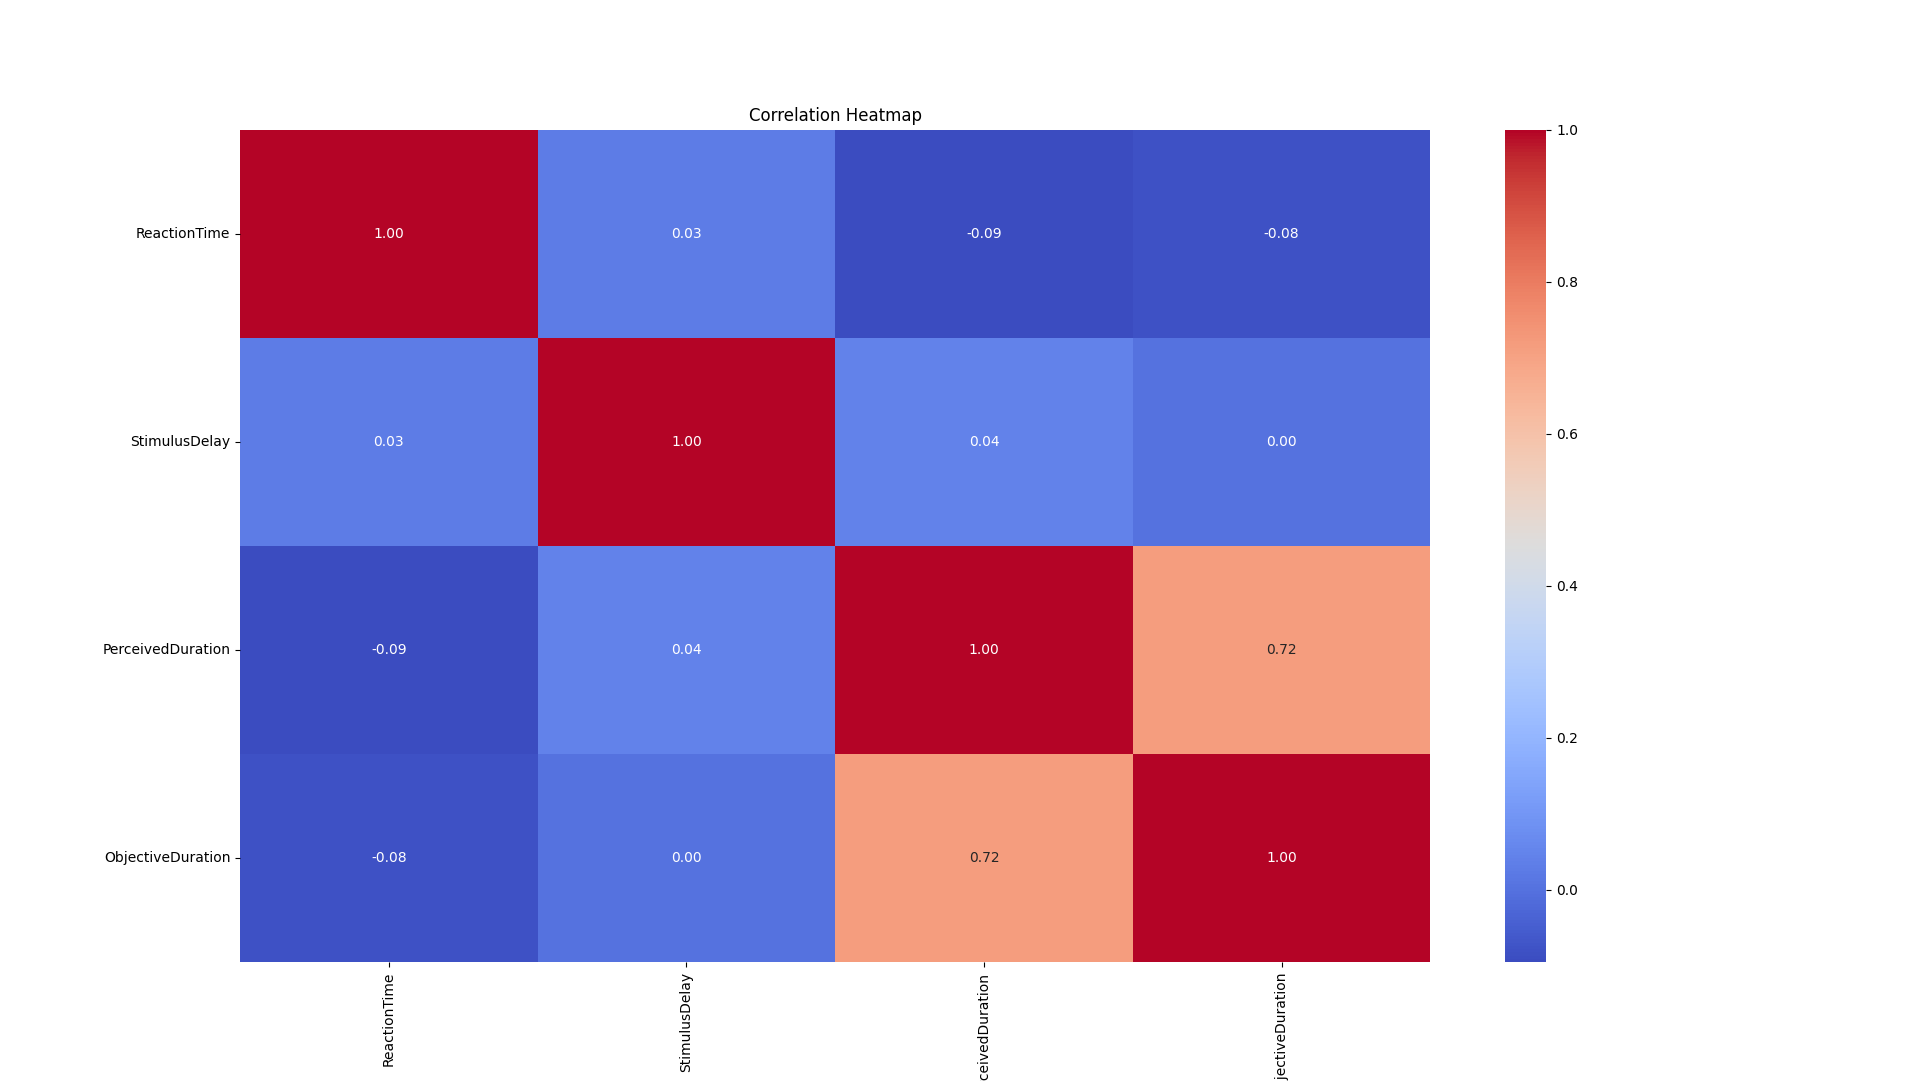 Correlation Heatmap
ReactionTime
1.00
0.03
-0.09
-0.08
StimulusDelay
0.03
1.00
0.04
0.00
PerceivedDuration
-0.09
0.04
1.00
0.72
ObjectiveDuration
-0.08
0.00
0.72
1.00
ReactionTime
StimulusDelay
ceivedDuration
jectiveDuration
1.0
0.8
0.6
0.4
0.2
0.0